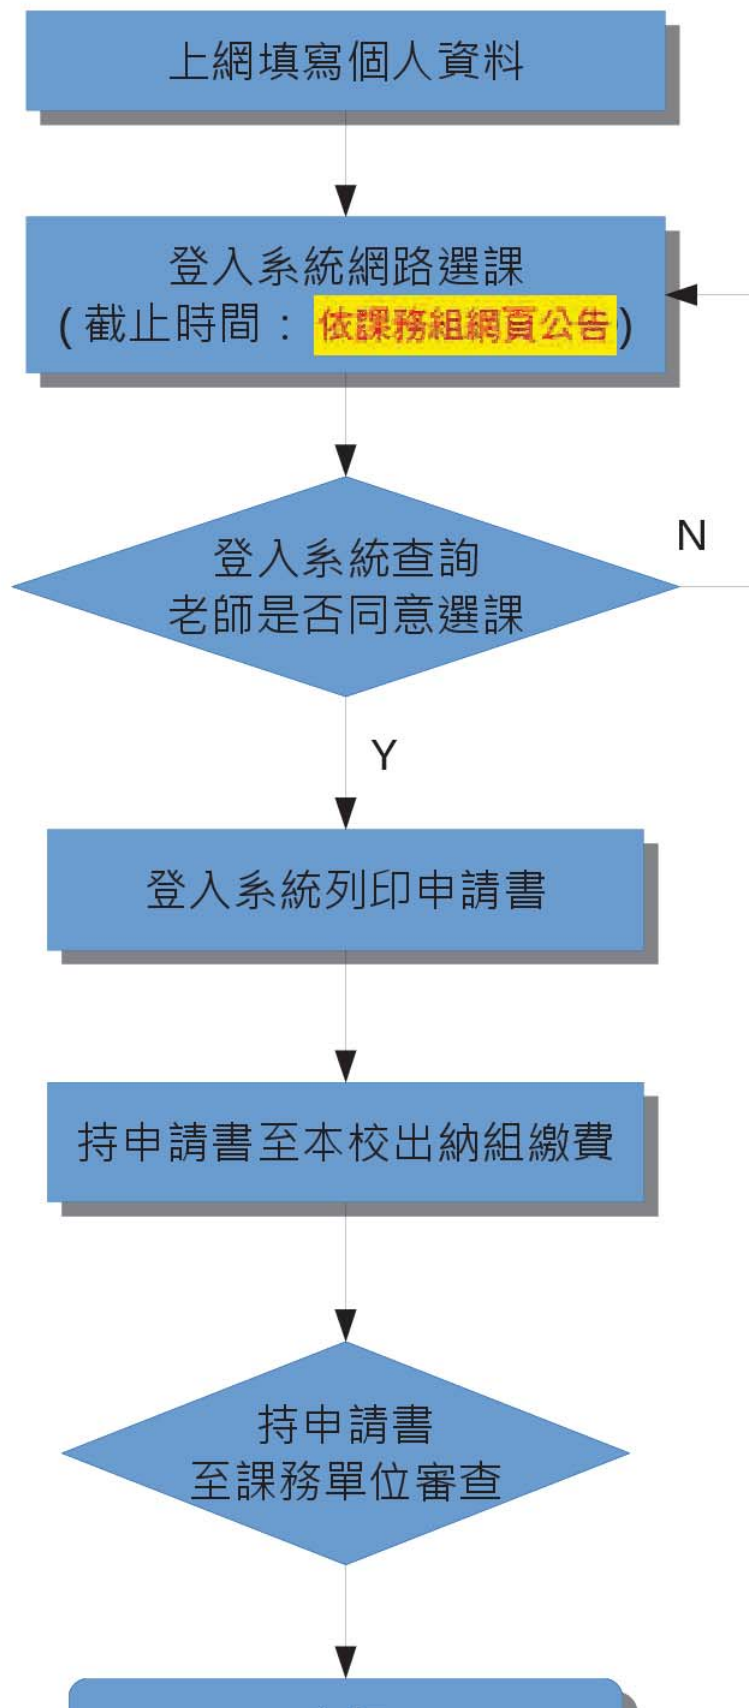 上網填寫個人資料
登入系統網路選課
(截止時間：依課務組網頁公告)
登入系統查詢
老師是否同意選課
N
Y
登入系統列印申請書
持申請書至本校出納組繳費
持申請書
至課務單位審查